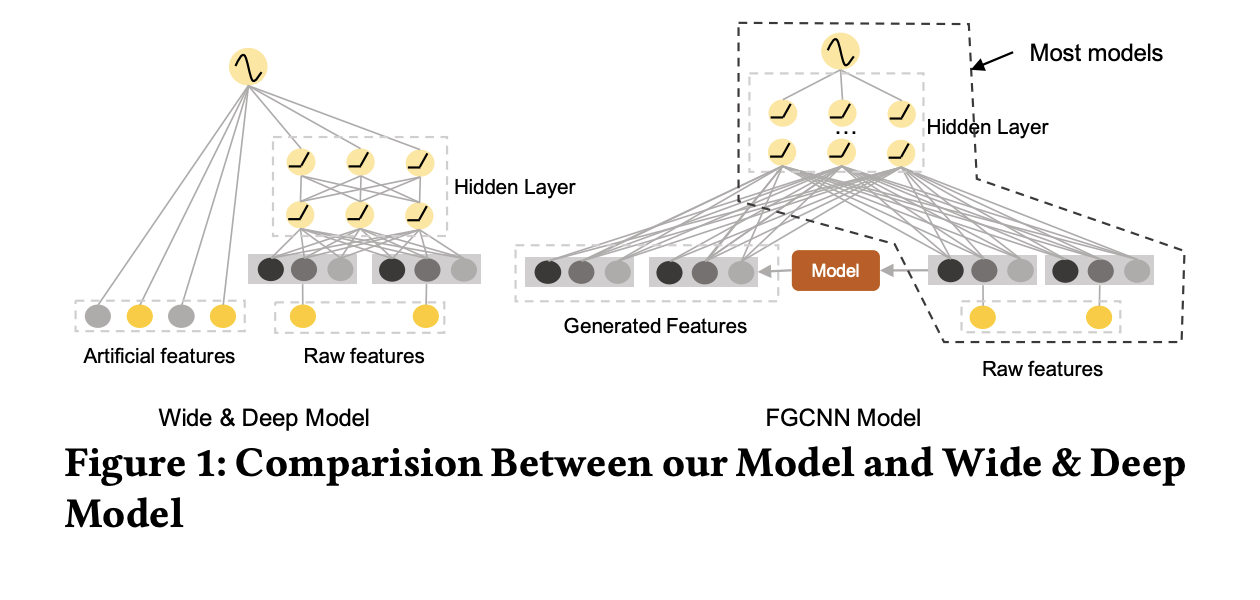 Most models
Hidden Layer
Hidden Layer
...
Model
Artificial features
Raw features
Generated Features
Raw features
Wide & Deep Model
FGCNN Model
Figure 1: Comparision Between our Model and Wide & Deep
Model